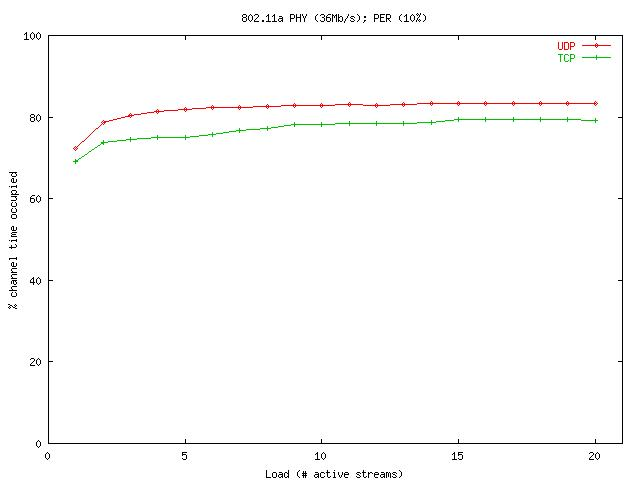 802.11a PHY (36Mb/s); PER (10%)
100
80
60
40
20
0
UDP
TCP
% channel time occupied
0 5 10 15 20
Load (# active streams)